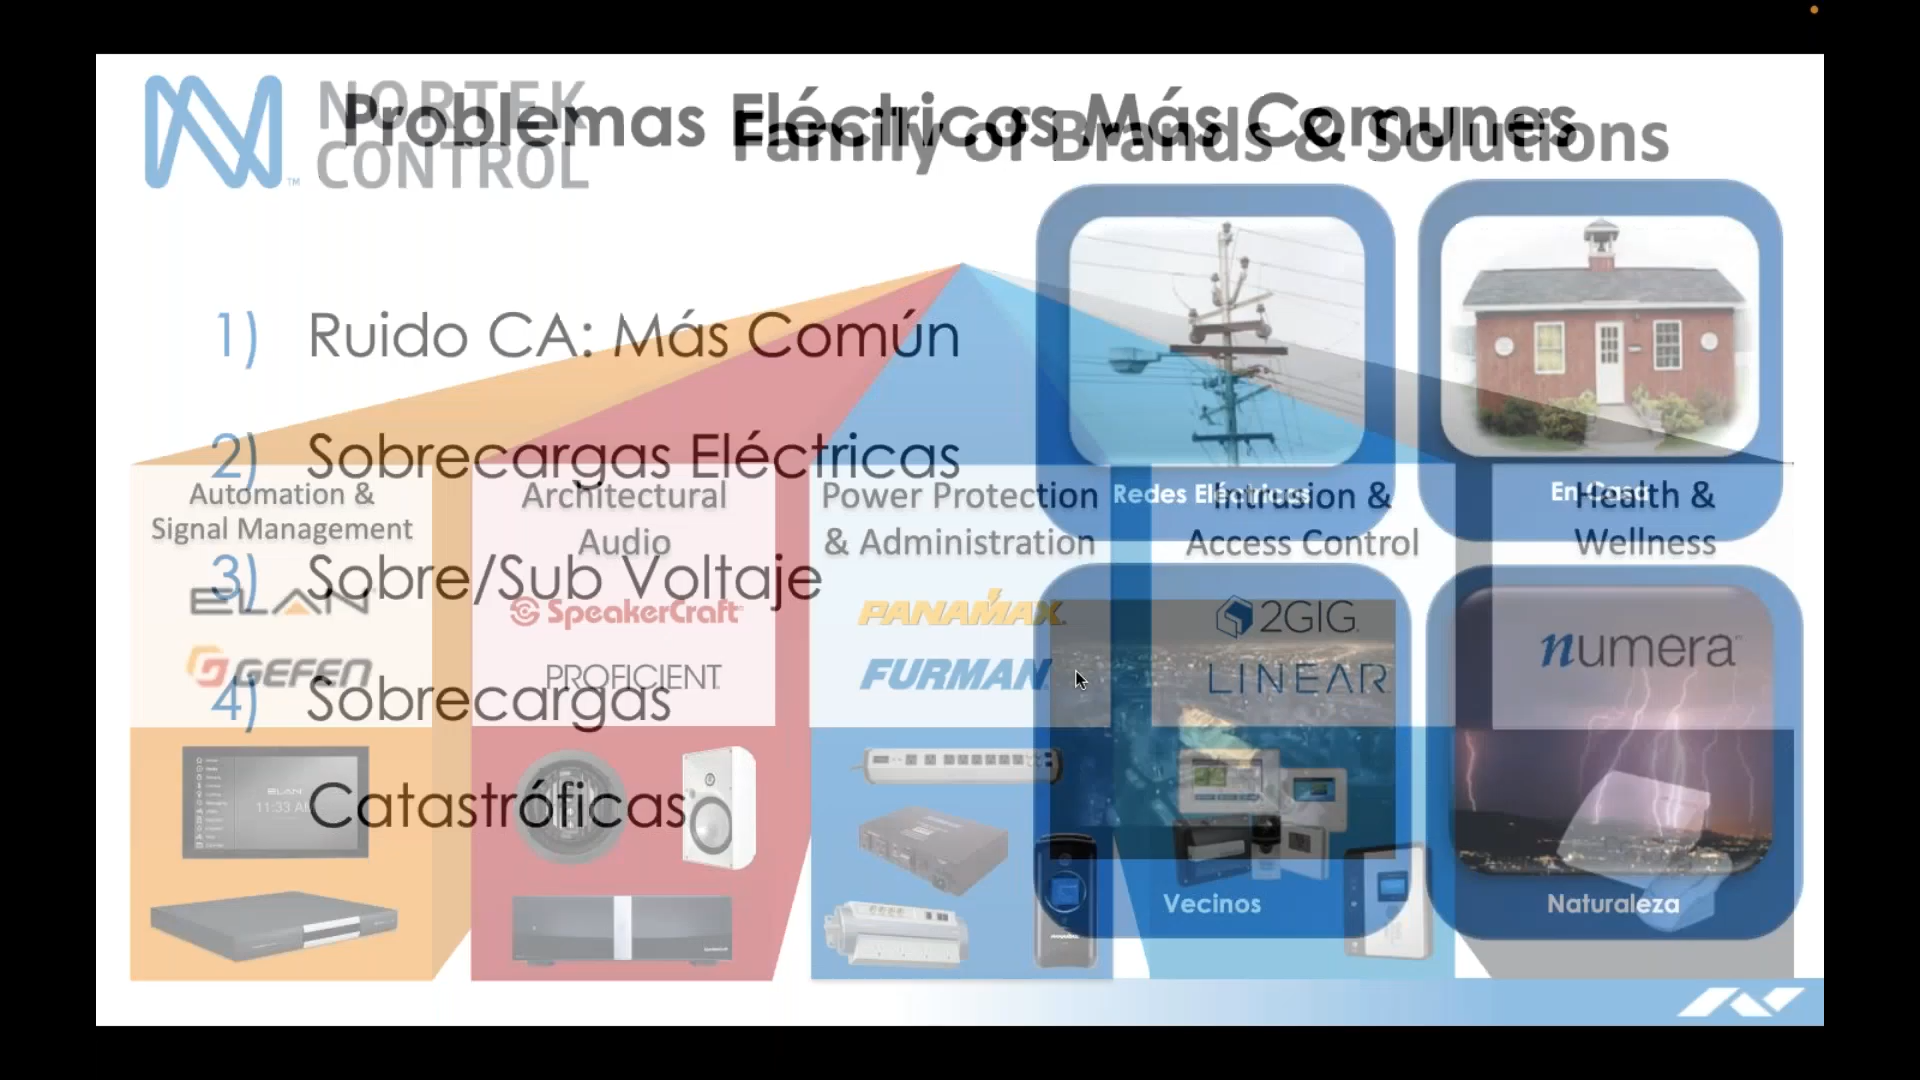 NORTEK
CONTROL
™
Problemas Eléctricos Más Comunes
Family of Brands & Solutions
1) Ruido CA: Más Común
2) Sobrecargas Eléctricas
3) Sobre/Sub Voltaje
4) Sobrecargas
Catastróficas
Redes Eléctricas
En Casa
Vecinos
Naturaleza
Automation &
Signal Management
ELAN
GEFEN
ELAN
Architectural
Audio
SpeakerCraft
PROFICIENT
Power Protection
& Administration
PANAMAX
FURMAN
Intrusion &
Access Control
2GIG
LINEAR
Health &
Wellness
numera